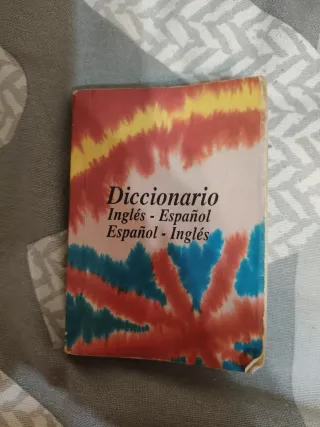 Diccionario
Inglés - Español
Español - Inglés